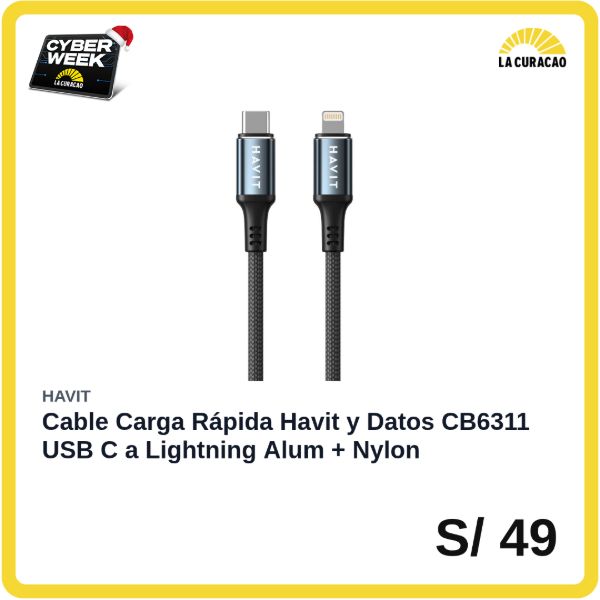 CYBER
WEEK
LA CURACAO
LA CURACAO
HAVIT
HAVIT
HAVIT
Cable Carga Rápida Havit y Datos CB6311
USB C a Lightning Alum + Nylon
S/ 49